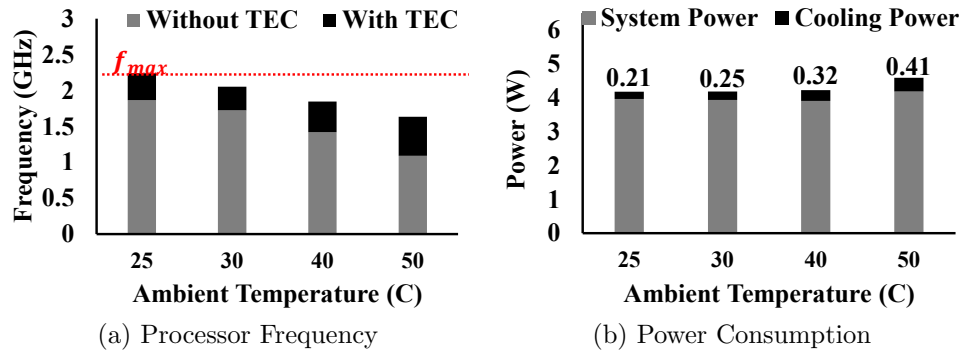 Without TEC With TEC
3
2.5
2
1.5
1
0.5
0
Frequency (GHz)
f_max
25 30 40 50
Ambient Temperature (C)
(a) Processor Frequency
System Power Cooling Power
6
5
4
3
2
1
0
Power (W)
0.21 0.25 0.32 0.41
25 30 40 50
Ambient Temperature (C)
(b) Power Consumption